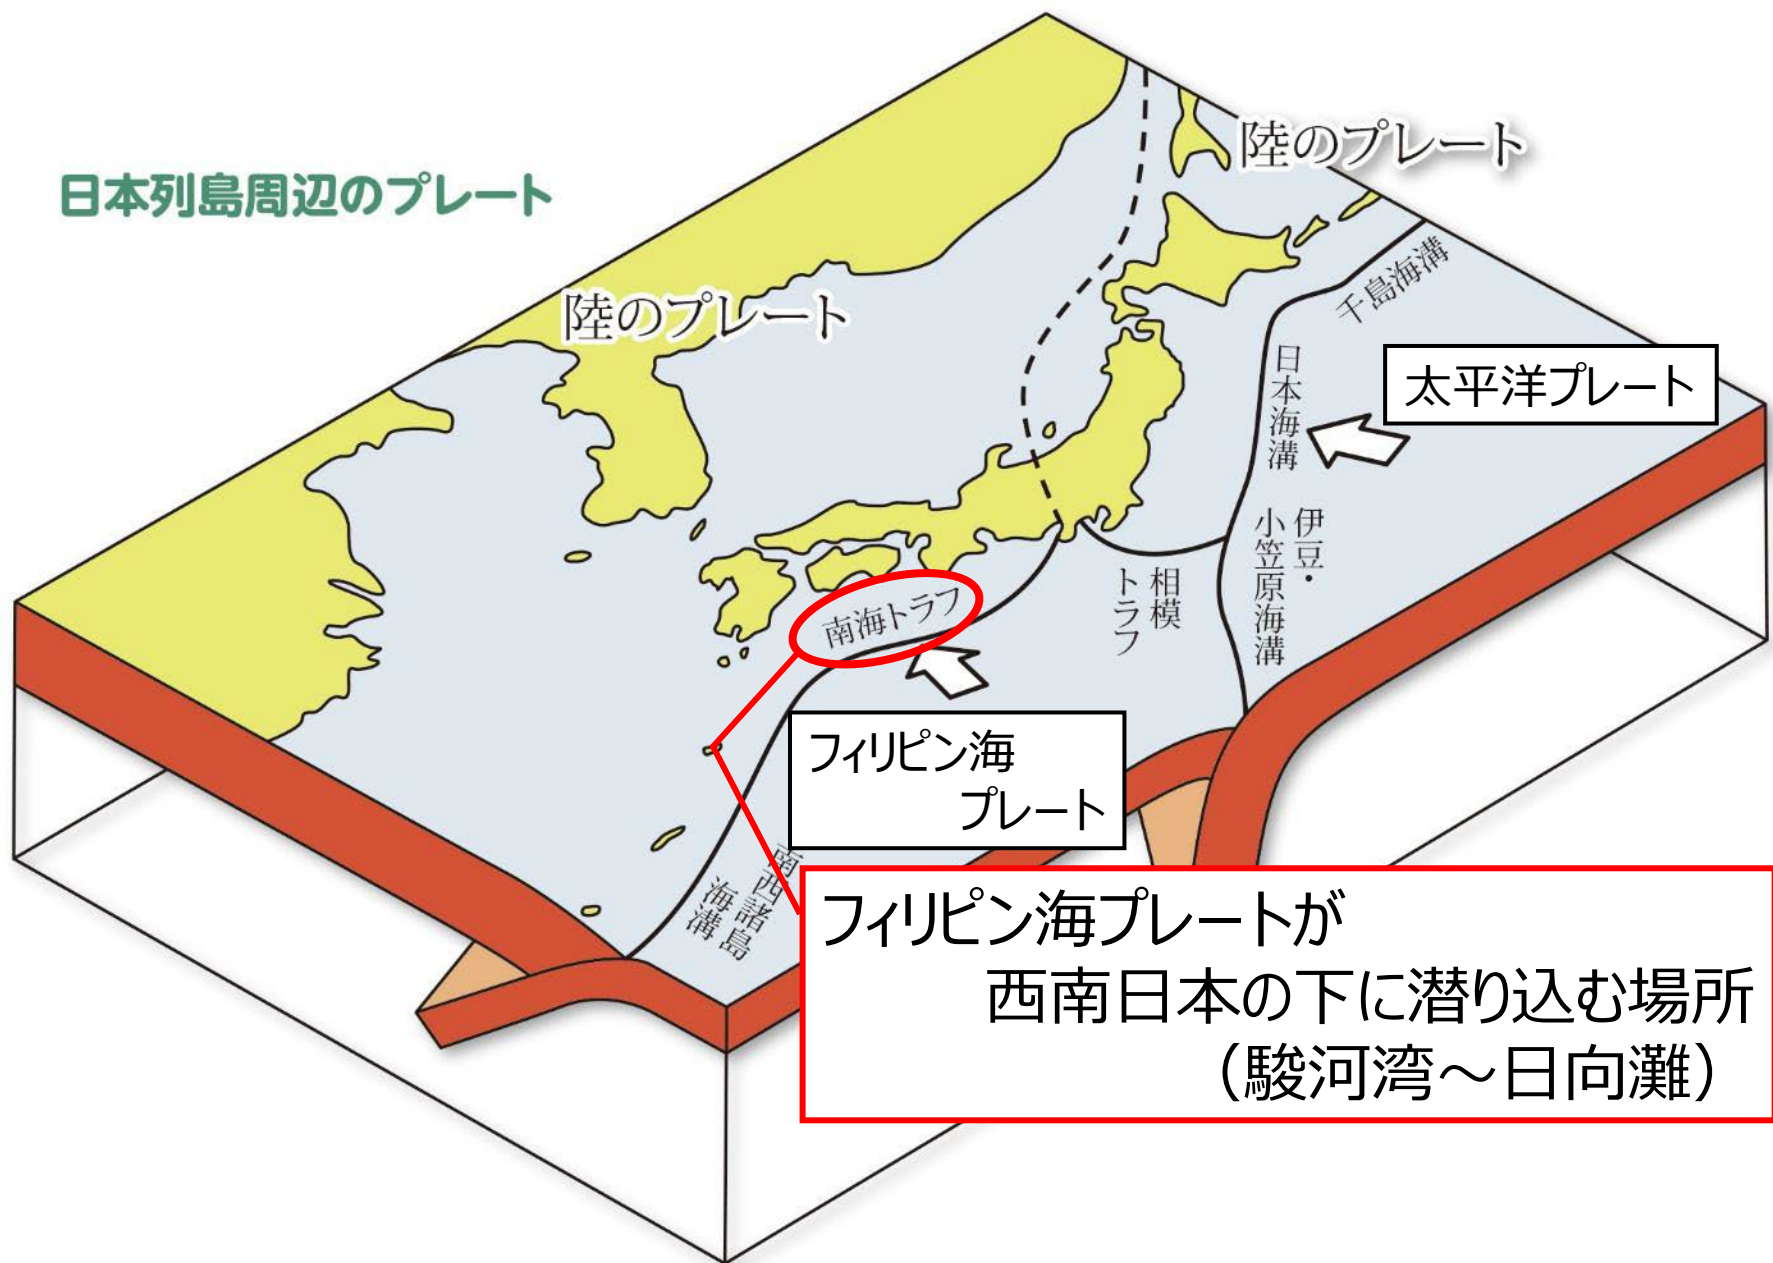 日本列島周辺のプレート
陸のプレート
陸のプレート
千島海溝
日本海溝
太平洋プレート
伊豆・
小笠原海溝
相模
トラフ
南海トラフ
フィリピン海
プレート
南西諸島
海溝
フィリピン海プレートが
西南日本の下に潜り込む場所
（駿河湾～日向灘）